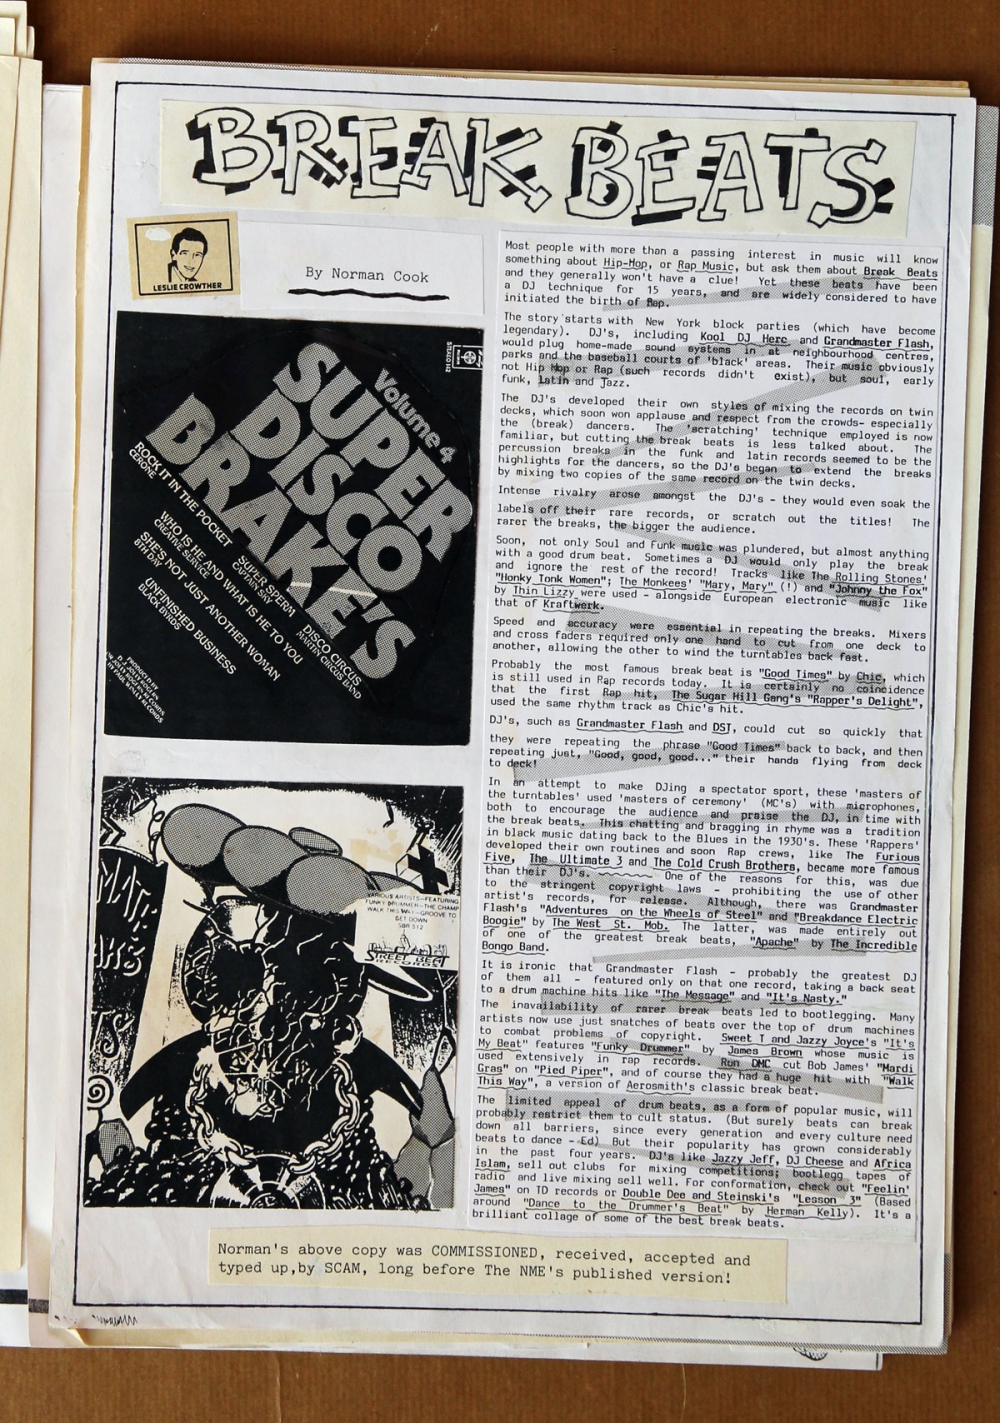 BREAK BEATS
LESLIE CROWTHER
By Norman Cook
Volume 4
SUPER
DISCO
BRAKE'S
ROCK IT IN THE POCKET
CERONE
WHO IS HE AND WHAT IS HE TO YOU
CREATIVE SOURCE
SHE'S NOT JUST ANOTHER WOMAN
8TH DAY
UNFINISHED BUSINESS
BLACK BYRDS
SUPER SPERM
CAPTAIN SKY
DISCO CIRCUS
MARTIN CIRCUS BAND
PRODUCED BY
VARIOUS ARTISTS—FEATURING
FUNKY DRUMMER—THE CHAMP
WALK THIS WAY—GROOVE TO
GET DOWN
SBR 512
STREET BEAT
RECORDS
Most people with more than a passing interest in music will know
something about Hip-Hop, or Rap Music, but ask them about Break Beats
and they generally won't have a clue! Yet these beats have been
a DJ technique for 15 years, and are widely considered to have
initiated the birth of Rap.
The story starts with New York block parties (which have become
legendary). DJ's, including Kool DJ Herc and Grandmaster Flash,
would plug home-made sound systems in at neighbourhood centres,
parks and the baseball courts of 'black' areas. Their music obviously
not Hip Hop or Rap (such records didn't exist), but soul, early
funk, latin and Jazz.
The DJ's developed their own styles of mixing the records on twin
decks, which soon won applause and respect from the crowds- especially
the (break) dancers. The 'scratching' technique employed is now
familiar, but cutting the break beats is less talked about. The
percussion breaks in the funk and latin records seemed to be the
highlights for the dancers, so the DJ's began to extend the breaks
by mixing two copies of the same record on the twin decks.
Intense rivalry arose amongst the DJ's - they would even soak the
labels off their rare records, or scratch out the titles! The
rarer the breaks, the bigger the audience.
Soon, not only Soul and Funk music was plundered, but almost anything
with a good drum beat. Sometimes a DJ would only play the break
and ignore the rest of the record! Tracks like The Rolling Stones'
"Honky Tonk Women"; The Monkees' "Mary, Mary" (!) and "Johnny the Fox"
by Thin Lizzy were used - alongside European electronic music like
that of Kraftwerk.
Speed and accuracy were essential in repeating the breaks. Mixers
and cross faders required only one hand to cut from one deck to
another, allowing the other to wind the turntables back fast.
Probably the most famous break beat is "Good Times" by Chic, which
is still used in Rap records today. It is certainly no coincidence
that the first Rap hit, The Sugar Hill Gang's "Rapper's Delight",
used the same rhythm track as Chic's hit.
DJ's, such as Grandmaster Flash and DST, could cut so quickly that
they were repeating the phrase "Good Times" back to back, and then
repeating just, "Good, good, good..." their hands flying from deck
to deck!
In an attempt to make DJing a spectator sport, these 'masters of
the turntables' used 'masters of ceremony' (MC's) with microphones,
both to encourage the audience and praise the DJ, in time with
the break beats. This chatting and bragging in rhyme was a tradition
in black music dating back to the Blues in the 1930's. These 'Rappers'
developed their own routines and soon Rap crews, like The Furious
Five, The Ultimate 3 and The Cold Crush Brothers, became more famous
than their DJ's. One of the reasons for this, was due
to the stringent copyright laws - prohibiting the use of other
artist's records, for release. Although, there was Grandmaster
Flash's "Adventures on the Wheels of Steel" and "Breakdance Electric
Boogie" by The West St. Mob. The latter, was made entirely out
of one of the greatest break beats, "Apache" by The Incredible
Bongo Band.
It is ironic that Grandmaster Flash - probably the greatest DJ
of them all - featured only on that one record, taking a back seat
to a drum machine hits like "The Message" and "It's Nasty."
The inavailability of rarer break beats led to bootlegging. Many
artists now use just snatches of beats over the top of drum machines
to combat problems of copyright. Sweet T and Jazzy Joyce's "It's
My Beat" features "Funky Drummer" by James Brown whose music is
used extensively in rap records. Run DMC cut Bob James' "Mardi
Gras" on "Pied Piper", and of course they had a huge hit with "Walk
This Way", a version of Aerosmith's classic break beat.
The limited appeal of drum beats, as a form of popular music, will
probably restrict them to cult status. (But surely beats can break
down all barriers, since every generation and every culture need
beats to dance - Ed) But their popularity has grown considerably
in the past four years. DJ's like Jazzy Jeff, DJ Cheese and Africa
Islam, sell out clubs for mixing competitions; bootlegg tapes of
radio and live mixing sell well. For conformation, check out "Feelin'
James" on TD records or Double Dee and Steinski's "Lesson 3" (Based
around "Dance to the Drummer's Beat" by Herman Kelly). It's a
brilliant collage of some of the best break beats.
Norman's above copy was COMMISSIONED, received, accepted and
typed up,by SCAM, long before The NME's published version!